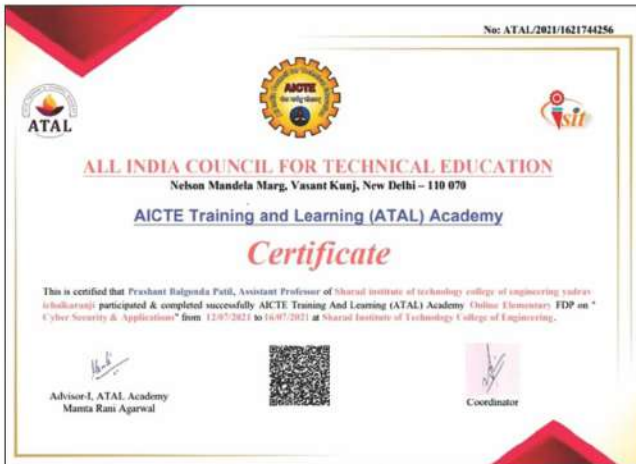 No: ATAL/2021/1621744256
AICTE
ATAL
isit
ALL INDIA COUNCIL FOR TECHNICAL EDUCATION
Nelson Mandela Marg, Vasant Kunj, New Delhi – 110 070
AICTE Training and Learning (ATAL) Academy
Certificate
This is certified that Prashant Balgonda Patil, Assistant Professor of Sharad institute of technology college of engineering yadrav
ichalkaranji participated & completed successfully AICTE Training And Learning (ATAL) Academy Online Elementary FDP on "
Cyber Security & Applications" from 12/07/2021 to 16/07/2021 at Sharad Institute of Technology College of Engineering.
Advisor-I, ATAL Academy
Mamta Rani Agarwal
Coordinator